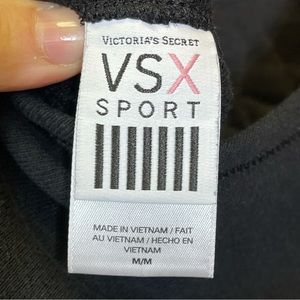 VICTORIA'S SECRET
VSX
SPORT
MADE IN VIETNAM / FAIT
AU VIETNAM / HECHO EN
VIETNAM
M/M